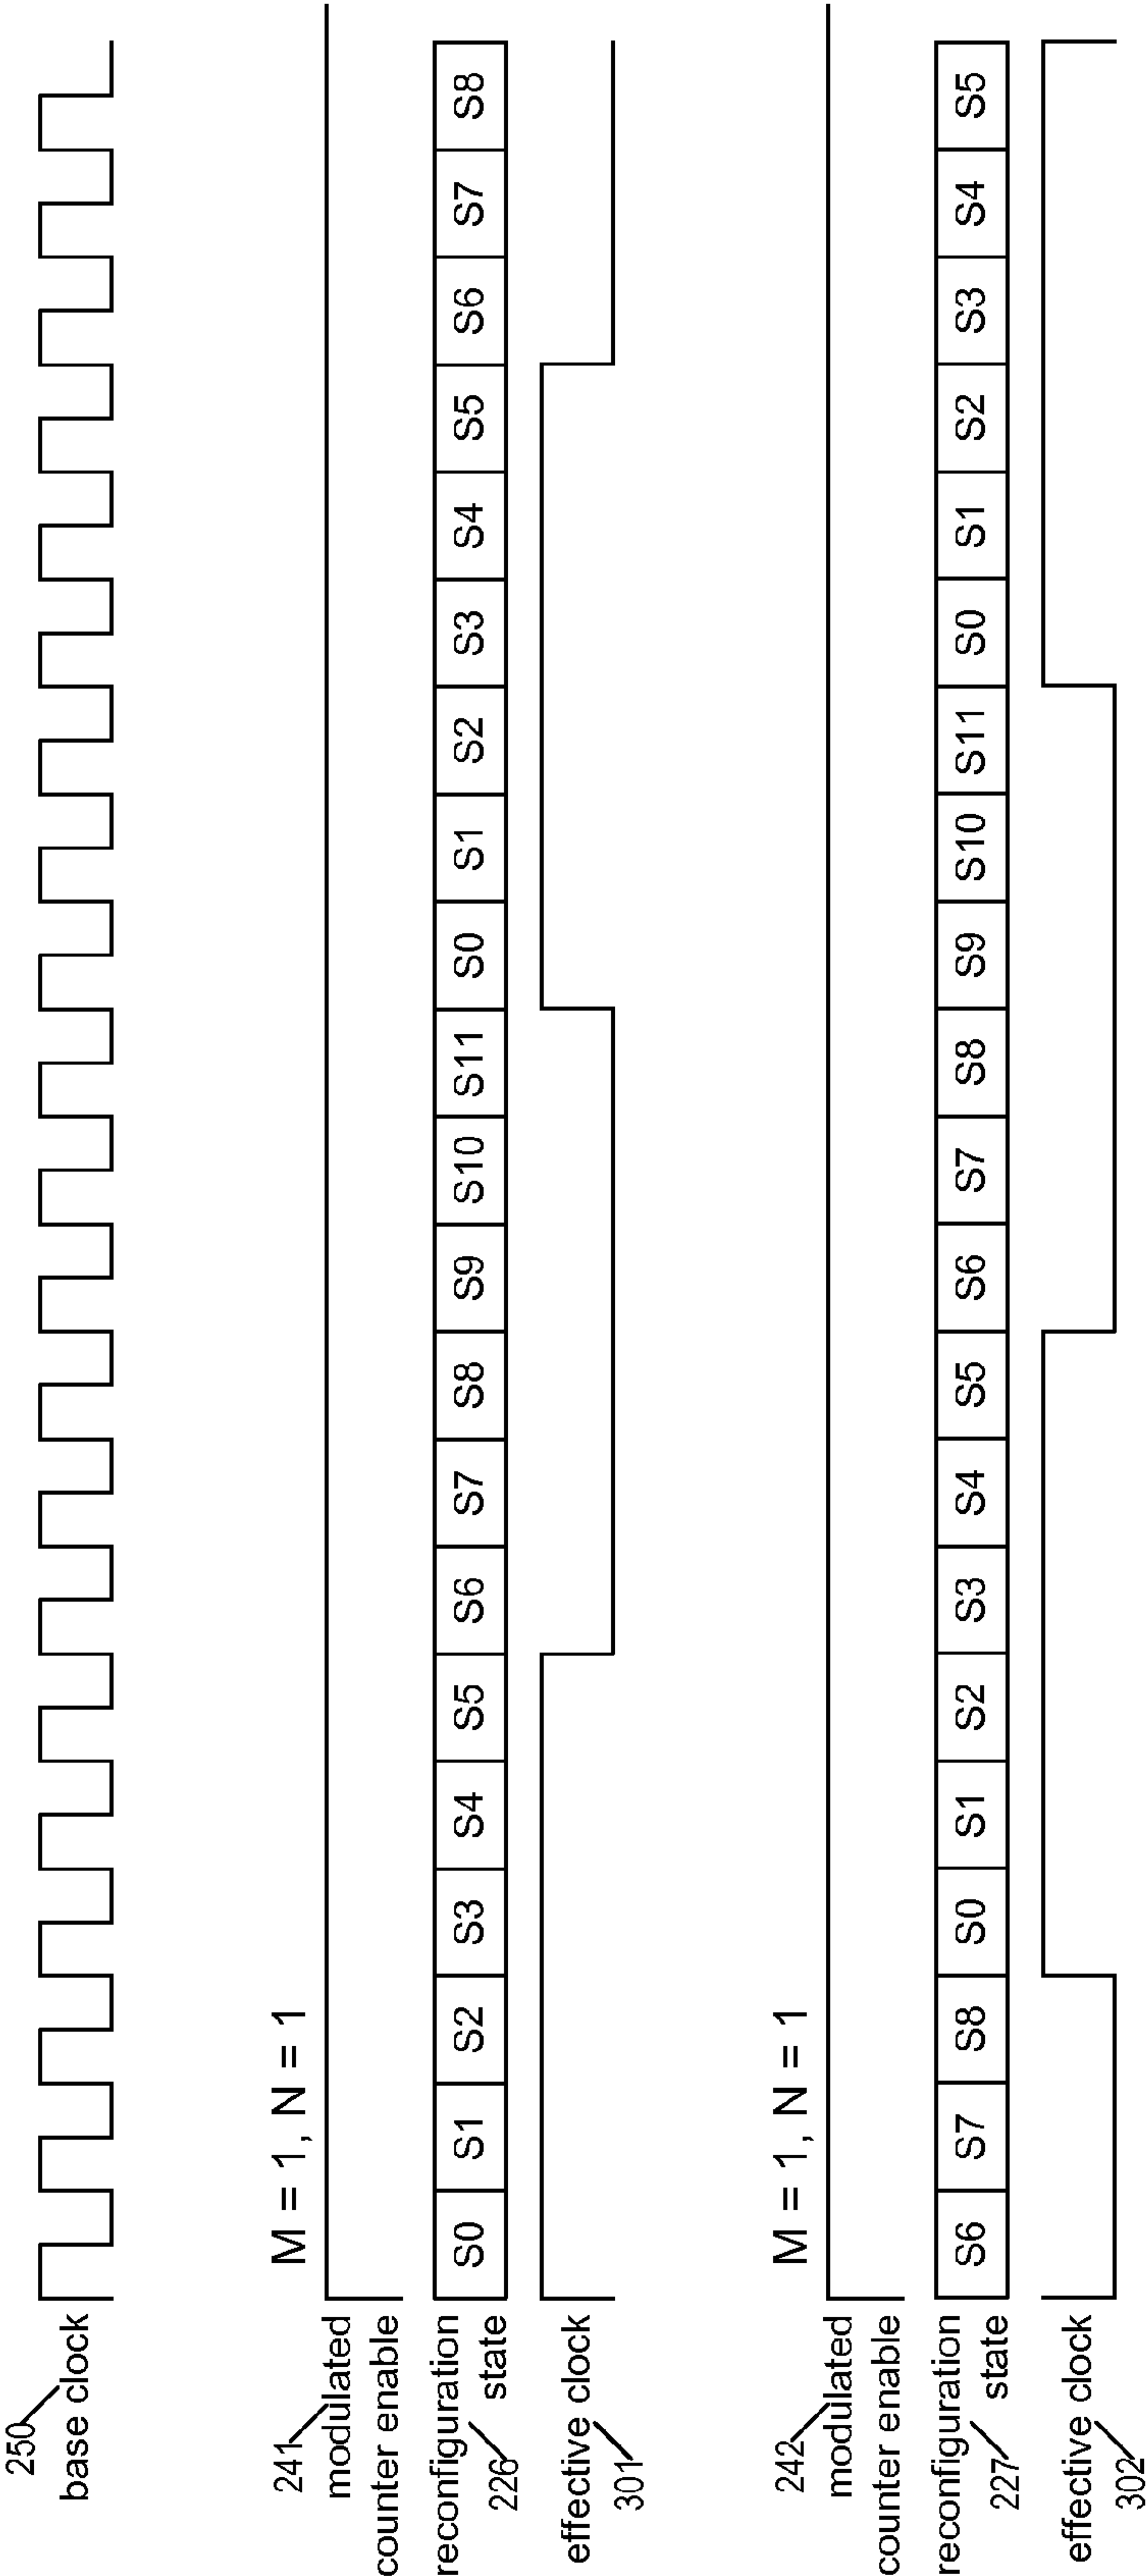 250
base clock
M = 1, N = 1
241
modulated
counter enable
reconfiguration
state
226
S0 S1 S2 S3 S4 S5 S6 S7 S8 S9 S10 S11 S0 S1 S2 S3 S4 S5 S6 S7 S8
effective clock
301
M = 1, N = 1
242
modulated
counter enable
reconfiguration
state
227
S6 S7 S8 S0 S1 S2 S3 S4 S5 S6 S7 S8 S9 S10 S11 S0 S1 S2 S3 S4 S5
effective clock
302